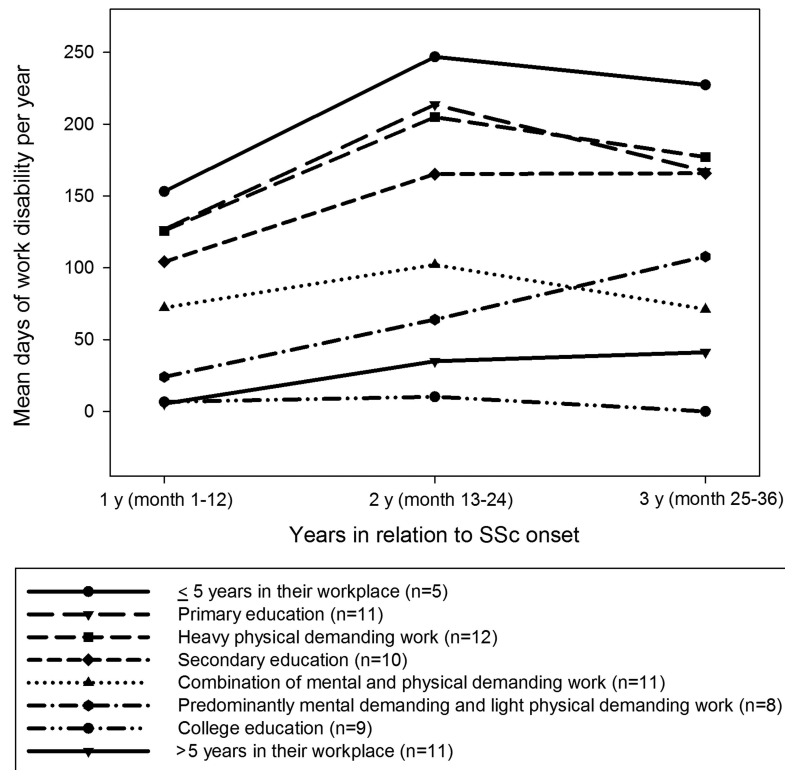 Mean days of work disability per year
250
200
150
100
50
0
1 y (month 1-12)
2 y (month 13-24)
3 y (month 25-36)
Years in relation to SSc onset
≤ 5 years in their workplace (n=5)
Primary education (n=11)
Heavy physical demanding work (n=12)
Secondary education (n=10)
Combination of mental and physical demanding work (n=11)
Predominantly mental demanding and light physical demanding work (n=8)
College education (n=9)
>5 years in their workplace (n=11)